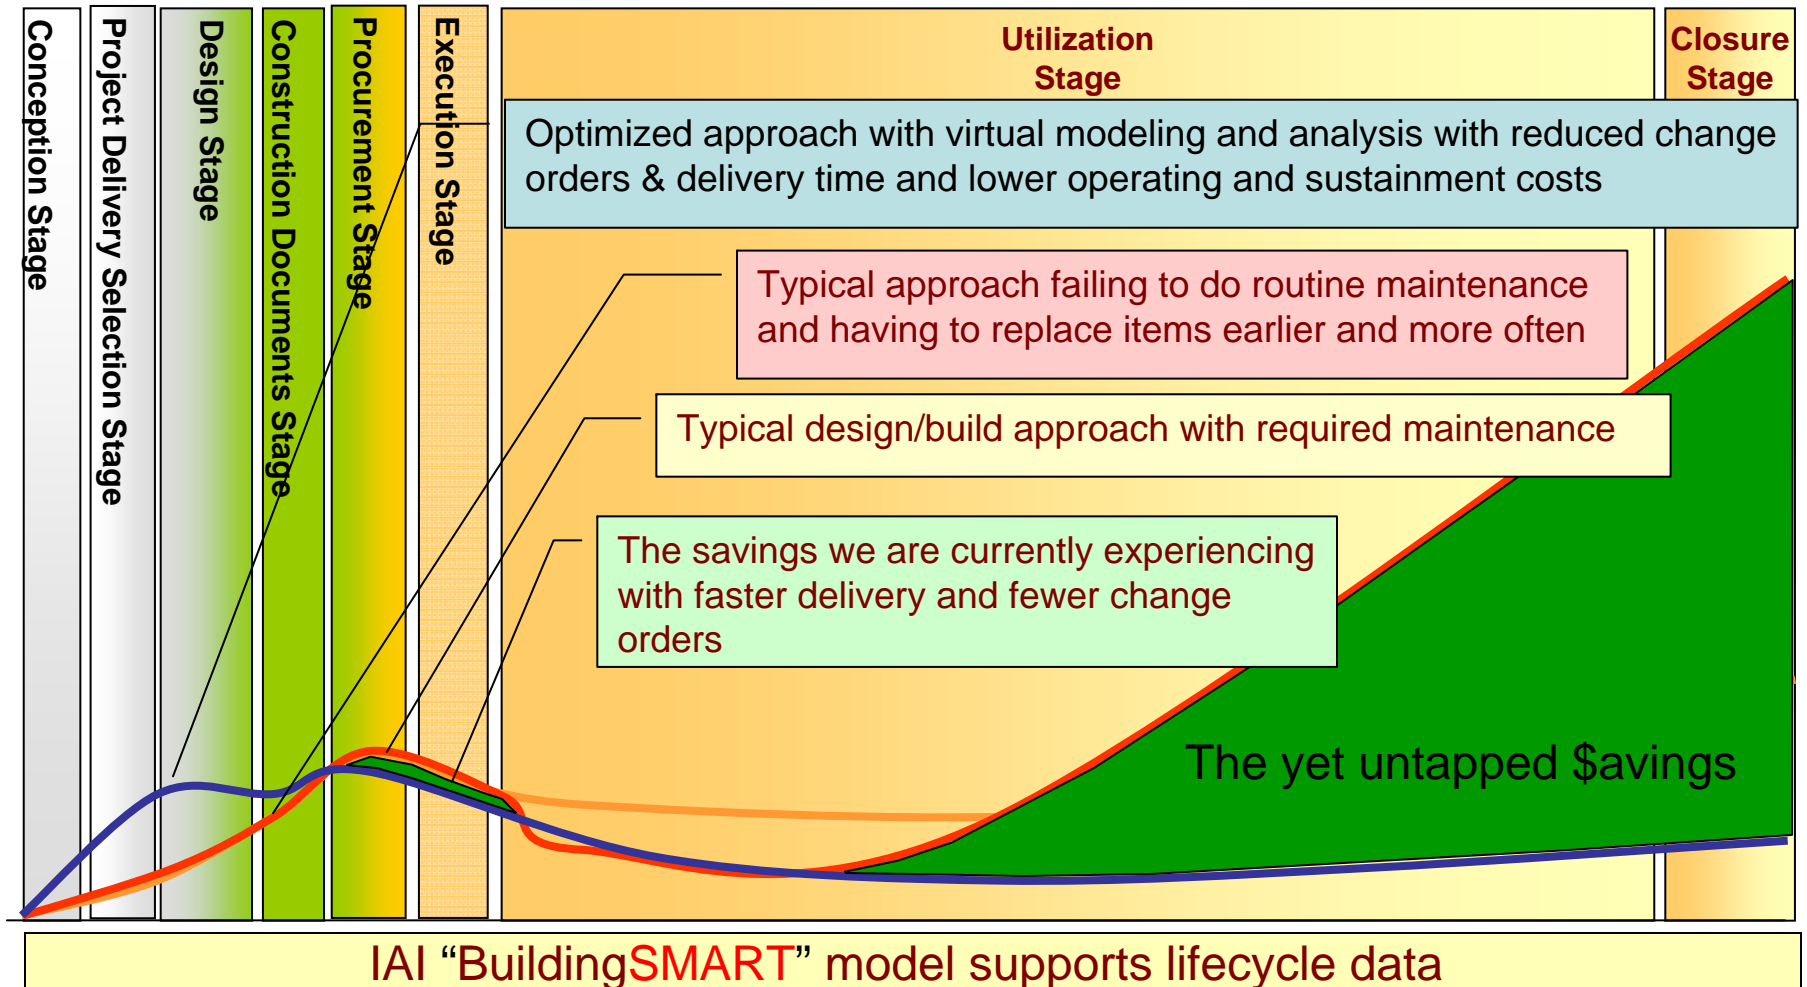 Conception Stage
Project Delivery Selection Stage
Design Stage
Construction Documents Stage
Procurement Stage
Execution Stage
Utilization
Stage
Closure
Stage
Optimized approach with virtual modeling and analysis with reduced change
orders & delivery time and lower operating and sustainment costs
Typical approach failing to do routine maintenance
and having to replace items earlier and more often
Typical design/build approach with required maintenance
The savings we are currently experiencing
with faster delivery and fewer change
orders
The yet untapped $avings
IAI “BuildingSMART” model supports lifecycle data